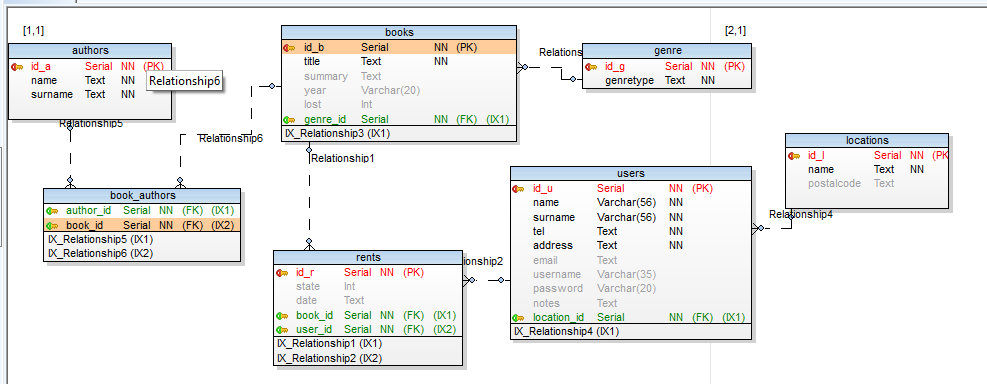 [1,1]
[2,1]
authors
id_a Serial NN (PK)
name Text NN
surname Text NN
Relationship6
Relationship5
books
id_b Serial NN (PK)
title Text NN
summary Text
year Varchar(20)
lost Int
genre_id Serial NN (FK) (IX1)
IX_Relationship3 (IX1)
Relations
genre
id_g Serial NN (PK)
genretype Text NN
Relationship6
Relationship1
book_authors
author_id Serial NN (FK) (IX1)
book_id Serial NN (FK) (IX2)
IX_Relationship5 (IX1)
IX_Relationship6 (IX2)
rents
id_r Serial NN (PK)
state Int
date Text
book_id Serial NN (FK) (IX1)
user_id Serial NN (FK) (IX2)
IX_Relationship1 (IX1)
IX_Relationship2 (IX2)
ionship2
users
id_u Serial NN (PK)
name Varchar(56) NN
surname Varchar(56) NN
tel Text NN
address Text NN
email Text
username Varchar(35)
password Varchar(20)
notes Text
location_id Serial NN (FK) (IX1)
IX_Relationship4 (IX1)
locations
id_l Serial NN (PK
name Text NN
postalcode Text
Relationship4